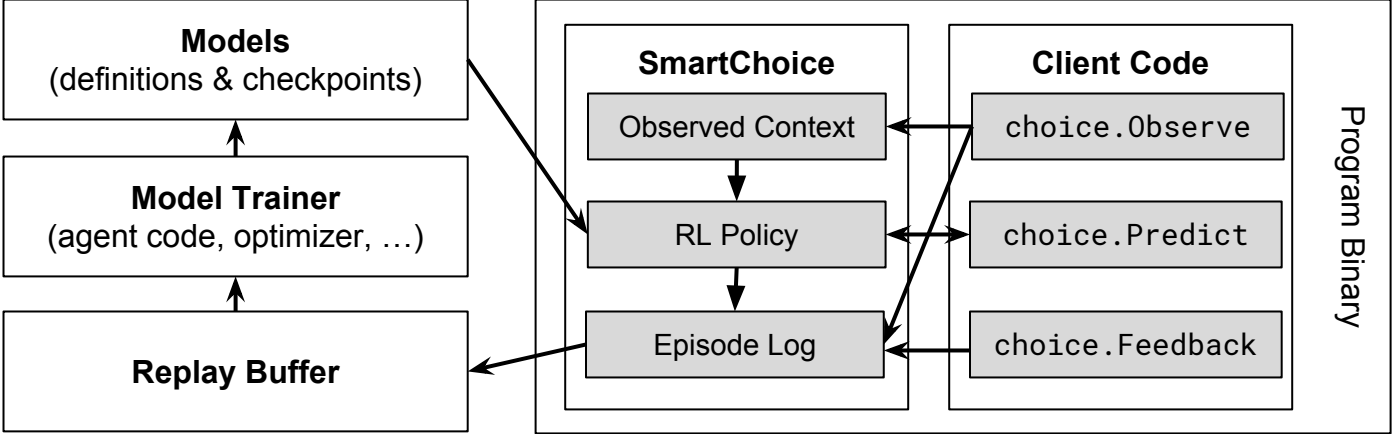 Models
(definitions & checkpoints)
Model Trainer
(agent code, optimizer, …)
Replay Buffer
SmartChoice
Observed Context
RL Policy
Episode Log
Client Code
choice.Observe
choice.Predict
choice.Feedback
Program Binary